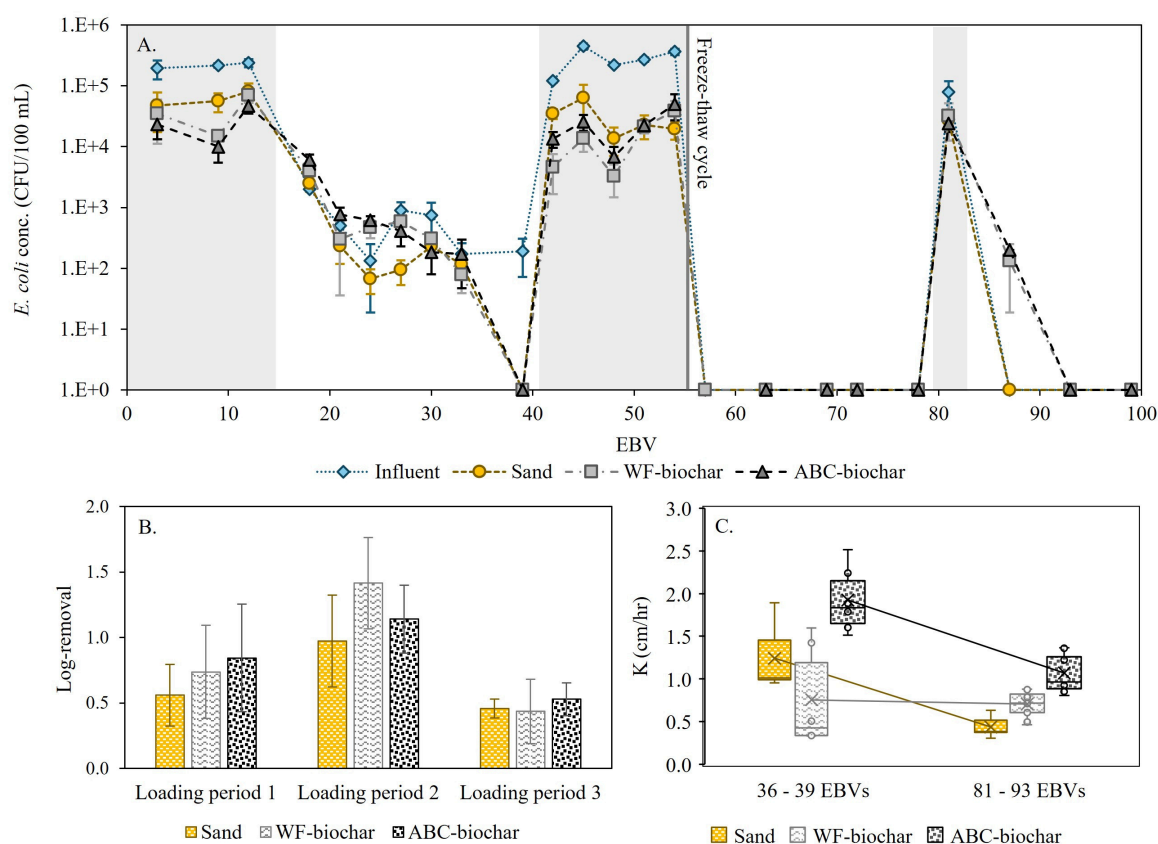 A.
E. coli conc. (CFU/100 mL)
1.E+6
1.E+5
1.E+4
1.E+3
1.E+2
1.E+1
1.E+0
Freeze-thaw cycle
0 10 20 30 40 50 60 70 80 90 100
EBV
Influent Sand WF-biochar ABC-biochar
B.
Log-removal
2.0
1.5
1.0
0.5
0.0
Loading period 1 Loading period 2 Loading period 3
Sand WF-biochar ABC-biochar
C.
K (cm/hr)
3.0
2.5
2.0
1.5
1.0
0.5
0.0
36 - 39 EBVs 81 - 93 EBVs
Sand WF-biochar ABC-biochar